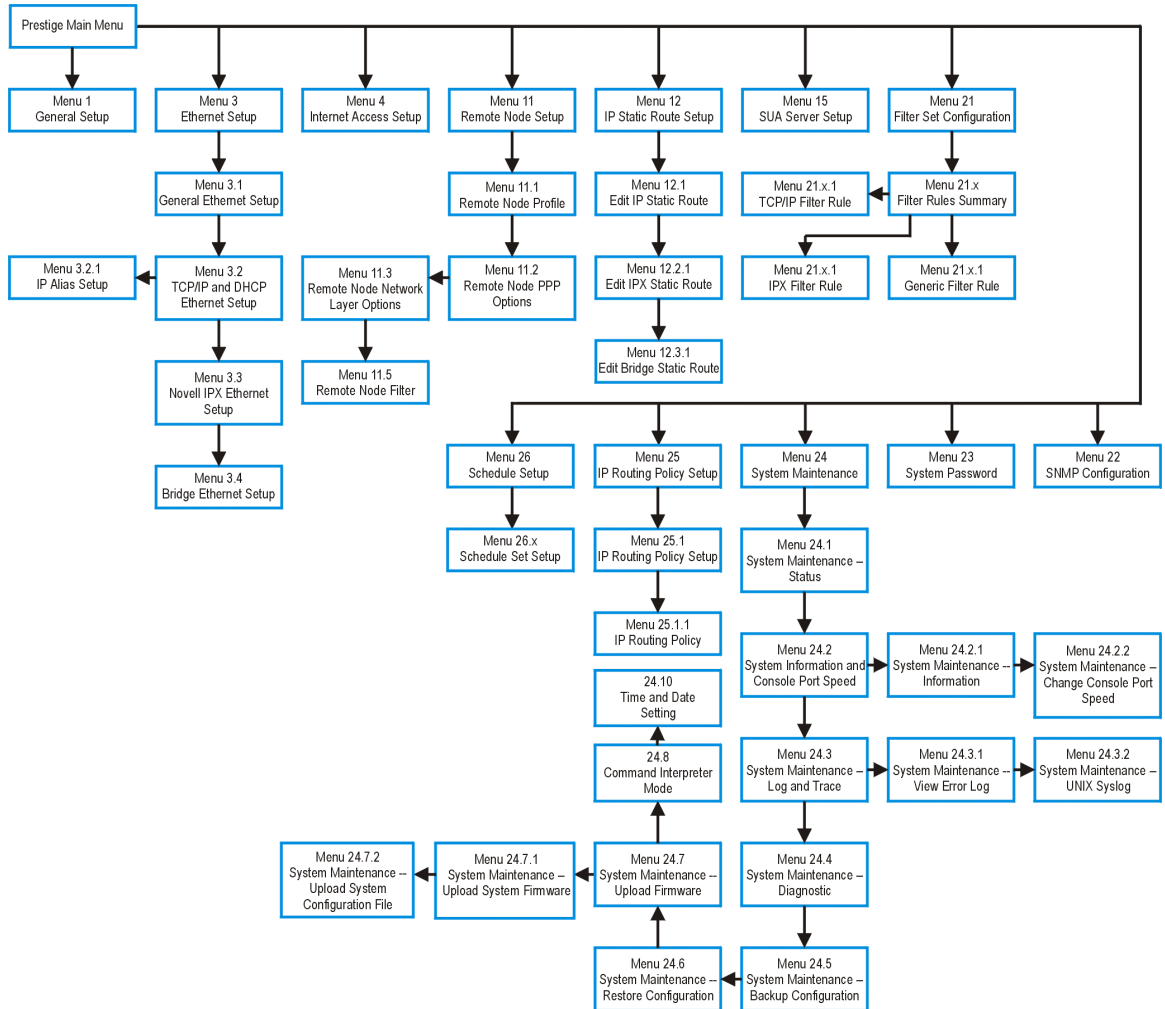 Prestige Main Menu
Menu 1
General Setup
Menu 3
Ethernet Setup
Menu 4
Internet Access Setup
Menu 11
Remote Node Setup
Menu 12
IP Static Route Setup
Menu 15
SUA Server Setup
Menu 21
Filter Set Configuration
Menu 3.1
General Ethernet Setup
Menu 11.1
Remote Node Profile
Menu 12.1
Edit IP Static Route
Menu 21.x.1
TCP/IP Filter Rule
Menu 21.x
Filter Rules Summary
Menu 3.2.1
IP Alias Setup
Menu 3.2
TCP/IP and DHCP
Ethernet Setup
Menu 11.3
Remote Node Network
Layer Options
Menu 11.2
Remote Node PPP
Options
Menu 12.2.1
Edit IPX Static Route
Menu 21.x.1
IPX Filter Rule
Menu 21.x.1
Generic Filter Rule
Menu 12.3.1
Edit Bridge Static Route
Menu 3.3
Novell IPX Ethernet
Setup
Menu 11.5
Remote Node Filter
Menu 3.4
Bridge Ethernet Setup
Menu 26
Schedule Setup
Menu 25
IP Routing Policy Setup
Menu 24
System Maintenance
Menu 23
System Password
Menu 22
SNMP Configuration
Menu 26.x
Schedule Set Setup
Menu 25.1
IP Routing Policy Setup
Menu 24.1
System Maintenance –
Status
Menu 25.1.1
IP Routing Policy
Menu 24.2
System Information and
Console Port Speed
Menu 24.2.1
System Maintenance --
Information
Menu 24.2.2
System Maintenance –
Change Console Port
Speed
24.10
Time and Date
Setting
24.8
Command Interpreter
Mode
Menu 24.3
System Maintenance –
Log and Trace
Menu 24.3.1
System Maintenance --
View Error Log
Menu 24.3.2
System Maintenance –
UNIX Syslog
Menu 24.7.2
System Maintenance --
Upload System
Configuration File
Menu 24.7.1
System Maintenance –
Upload System Firmware
Menu 24.7
System Maintenance --
Upload Firmware
Menu 24.4
System Maintenance –
Diagnostic
Menu 24.6
System Maintenance --
Restore Configuration
Menu 24.5
System Maintenance –
Backup Configuration